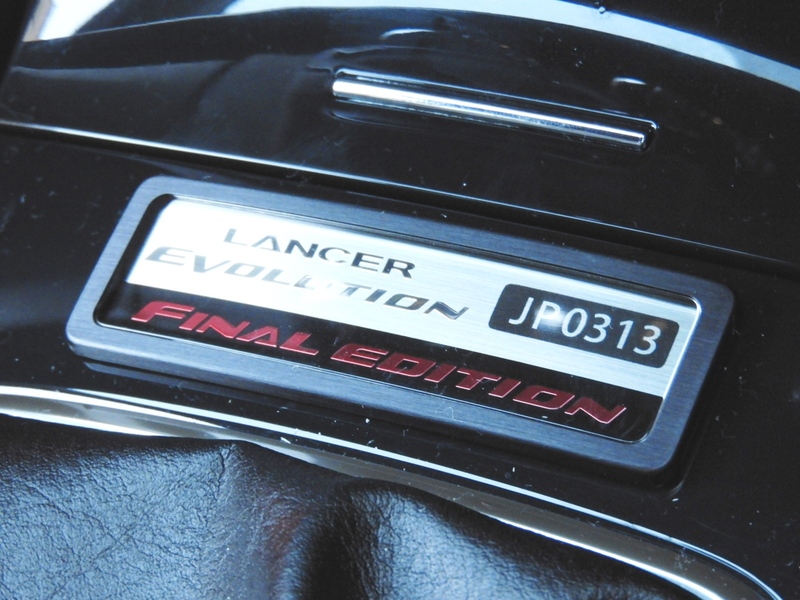 LANCER
EVOLUTION
JP0313
FINAL EDITION